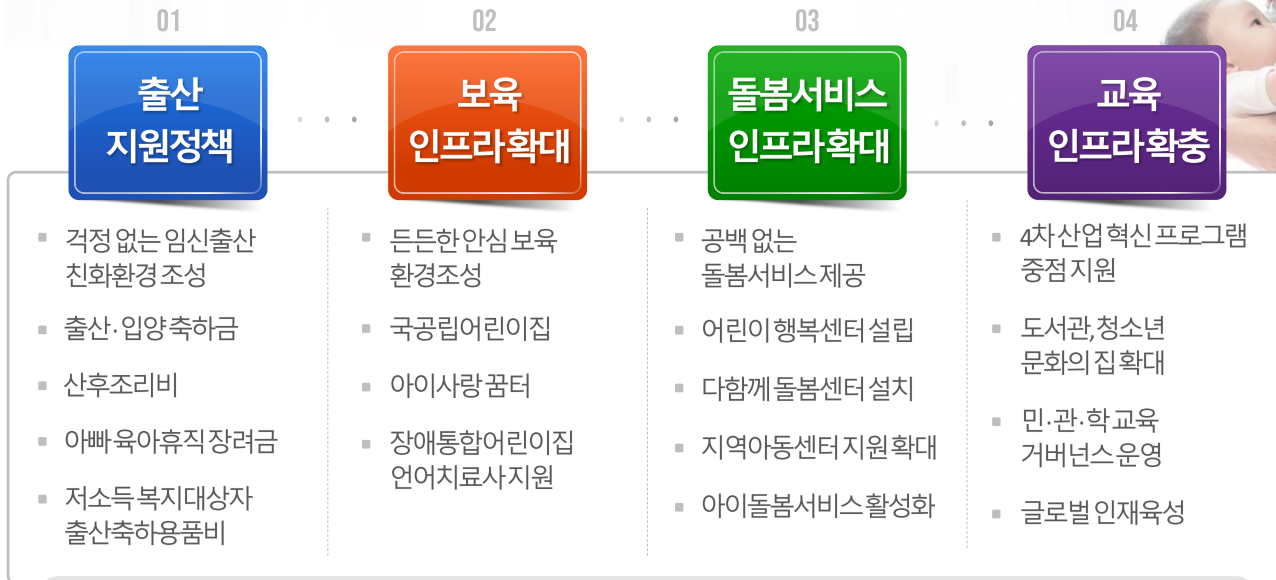 01
출산
지원정책
걱정 없는 임신출산
친화환경 조성
출산·입양 축하금
산후조리비
아빠 육아휴직 장려금
저소득 복지대상자
출산축하용품비
02
보육
인프라 확대
든든한 안심 보육
환경조성
국공립어린이집
아이사랑 꿈터
장애통합어린이집
언어치료사 지원
03
돌봄서비스
인프라 확대
공백 없는
돌봄서비스 제공
어린이 행복센터 설립
다함께 돌봄센터 설치
지역아동센터 지원 확대
아이돌봄서비스 활성화
04
교육
인프라 확충
4차 산업 혁신 프로그램
중점 지원
도서관, 청소년
문화의 집 확대
민·관·학 교육
거버넌스 운영
글로벌 인재육성